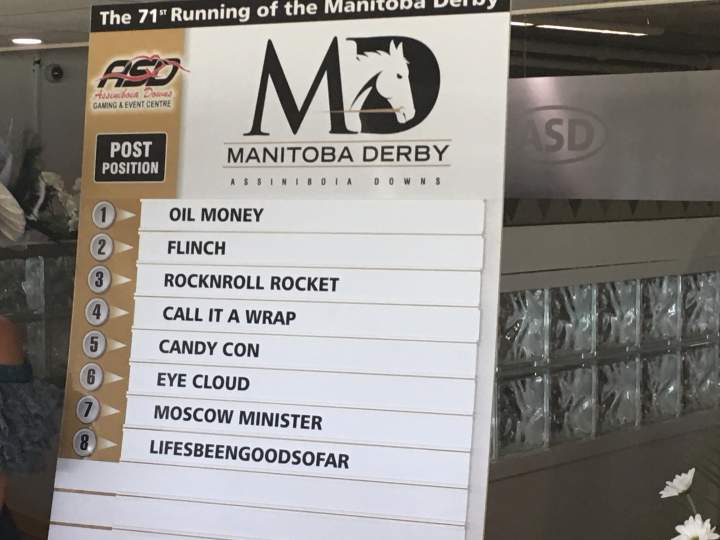 The 71st Running of the Manitoba Derby
ASD
Assiniboia Downs
GAMING & EVENT CENTRE
MD
MANITOBA DERBY
ASSINIBOIA DOWNS
POST
POSITION
ASD
1 OIL MONEY
2 FLINCH
3 ROCKNROLL ROCKET
4 CALL IT A WRAP
5 CANDY CON
6 EYE CLOUD
7 MOSCOW MINISTER
8 LIFESBEENGOODSOFAR